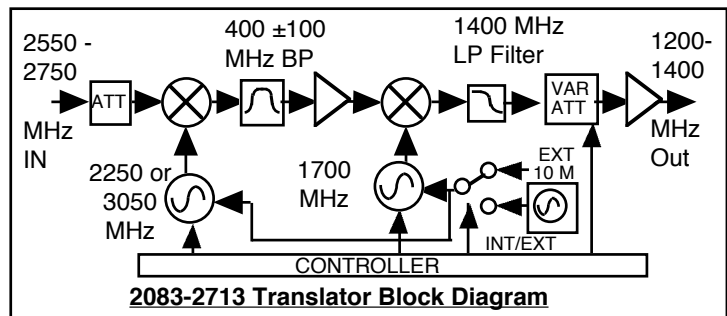 2550 -
2750
MHz
IN
ATT
400 ±100
MHz BP
1400 MHz
LP Filter
VAR
ATT
1200-
1400
MHz
Out
2250 or
3050
MHz
1700
MHz
EXT
10 M
INT/EXT
CONTROLLER
2083-2713 Translator Block Diagram